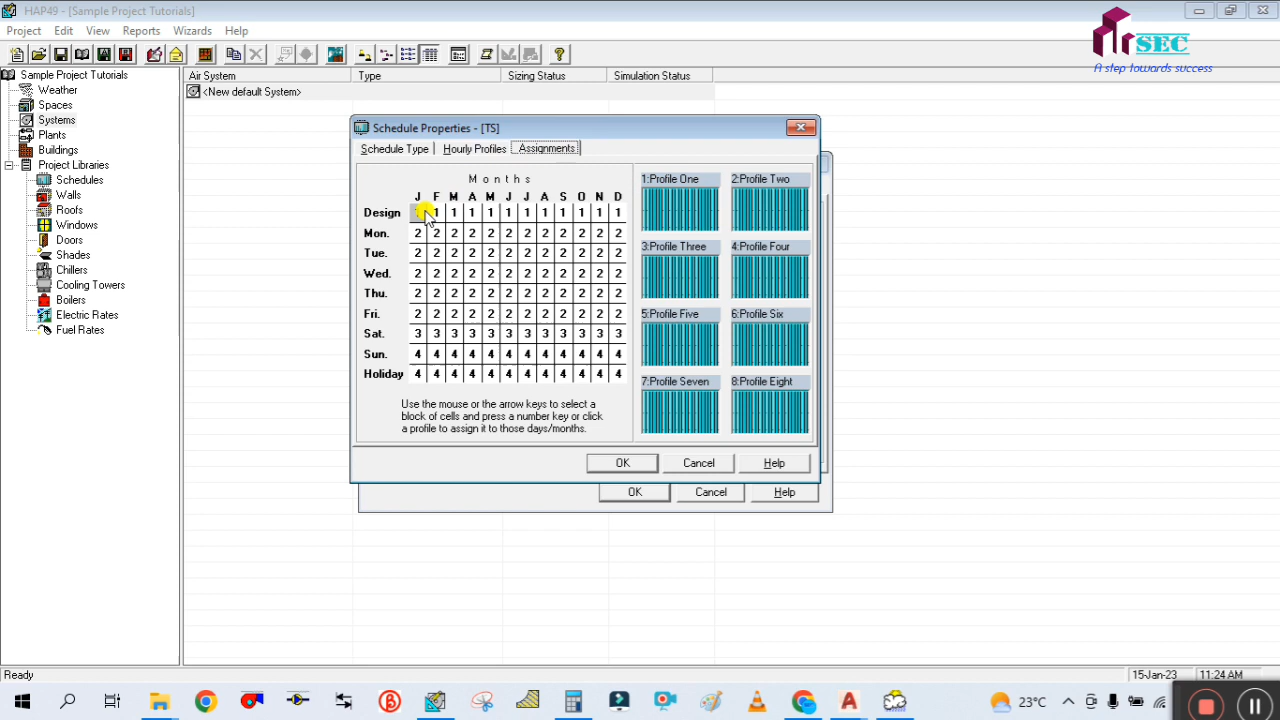 HAP49 - [Sample Project Tutorials]
Project Edit View Reports Wizards Help
SEC
A step towards success
Sample Project Tutorials
Weather
Spaces
Systems
Plants
Buildings
Project Libraries
Schedules
Walls
Roofs
Windows
Doors
Shades
Chillers
Cooling Towers
Boilers
Electric Rates
Fuel Rates
Air System Type Sizing Status Simulation Status
<New default System>
Schedule Properties - [TS]
Schedule Type Hourly Profiles Assignments
Months
J F M A M J J A S O N D
Design 1 1 1 1 1 1 1 1 1 1 1
Mon. 2 2 2 2 2 2 2 2 2 2 2 2
Tue. 2 2 2 2 2 2 2 2 2 2 2 2
Wed. 2 2 2 2 2 2 2 2 2 2 2 2
Thu. 2 2 2 2 2 2 2 2 2 2 2 2
Fri. 2 2 2 2 2 2 2 2 2 2 2 2
Sat. 3 3 3 3 3 3 3 3 3 3 3 3
Sun. 4 4 4 4 4 4 4 4 4 4 4 4
Holiday 4 4 4 4 4 4 4 4 4 4 4 4
Use the mouse or the arrow keys to select a
block of cells and press a number key or click
a profile to assign it to those days/months.
1:Profile One 2:Profile Two
3:Profile Three 4:Profile Four
5:Profile Five 6:Profile Six
7:Profile Seven 8:Profile Eight
OK Cancel Help
OK Cancel Help
Ready 15-Jan-23 11:24 AM
23°C